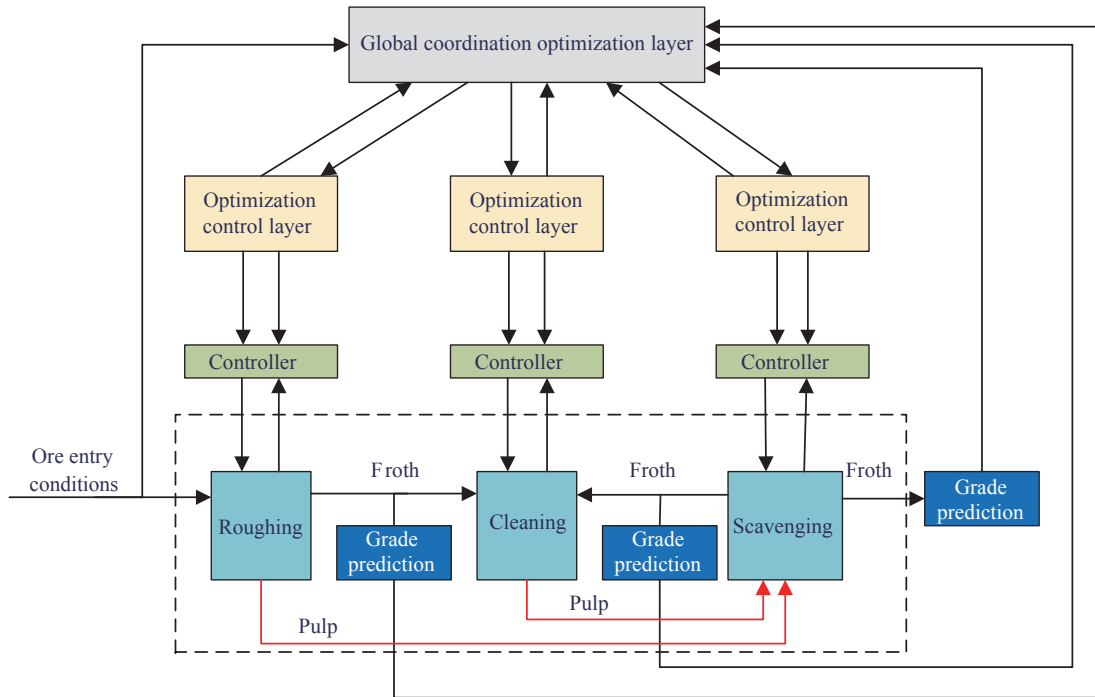 Global coordination optimization layer
Optimization
control layer
Optimization
control layer
Optimization
control layer
Controller
Controller
Controller
Ore entry
conditions
Froth
Froth
Froth
Roughing
Cleaning
Scavenging
Grade
prediction
Grade
prediction
Grade
prediction
Pulp
Pulp